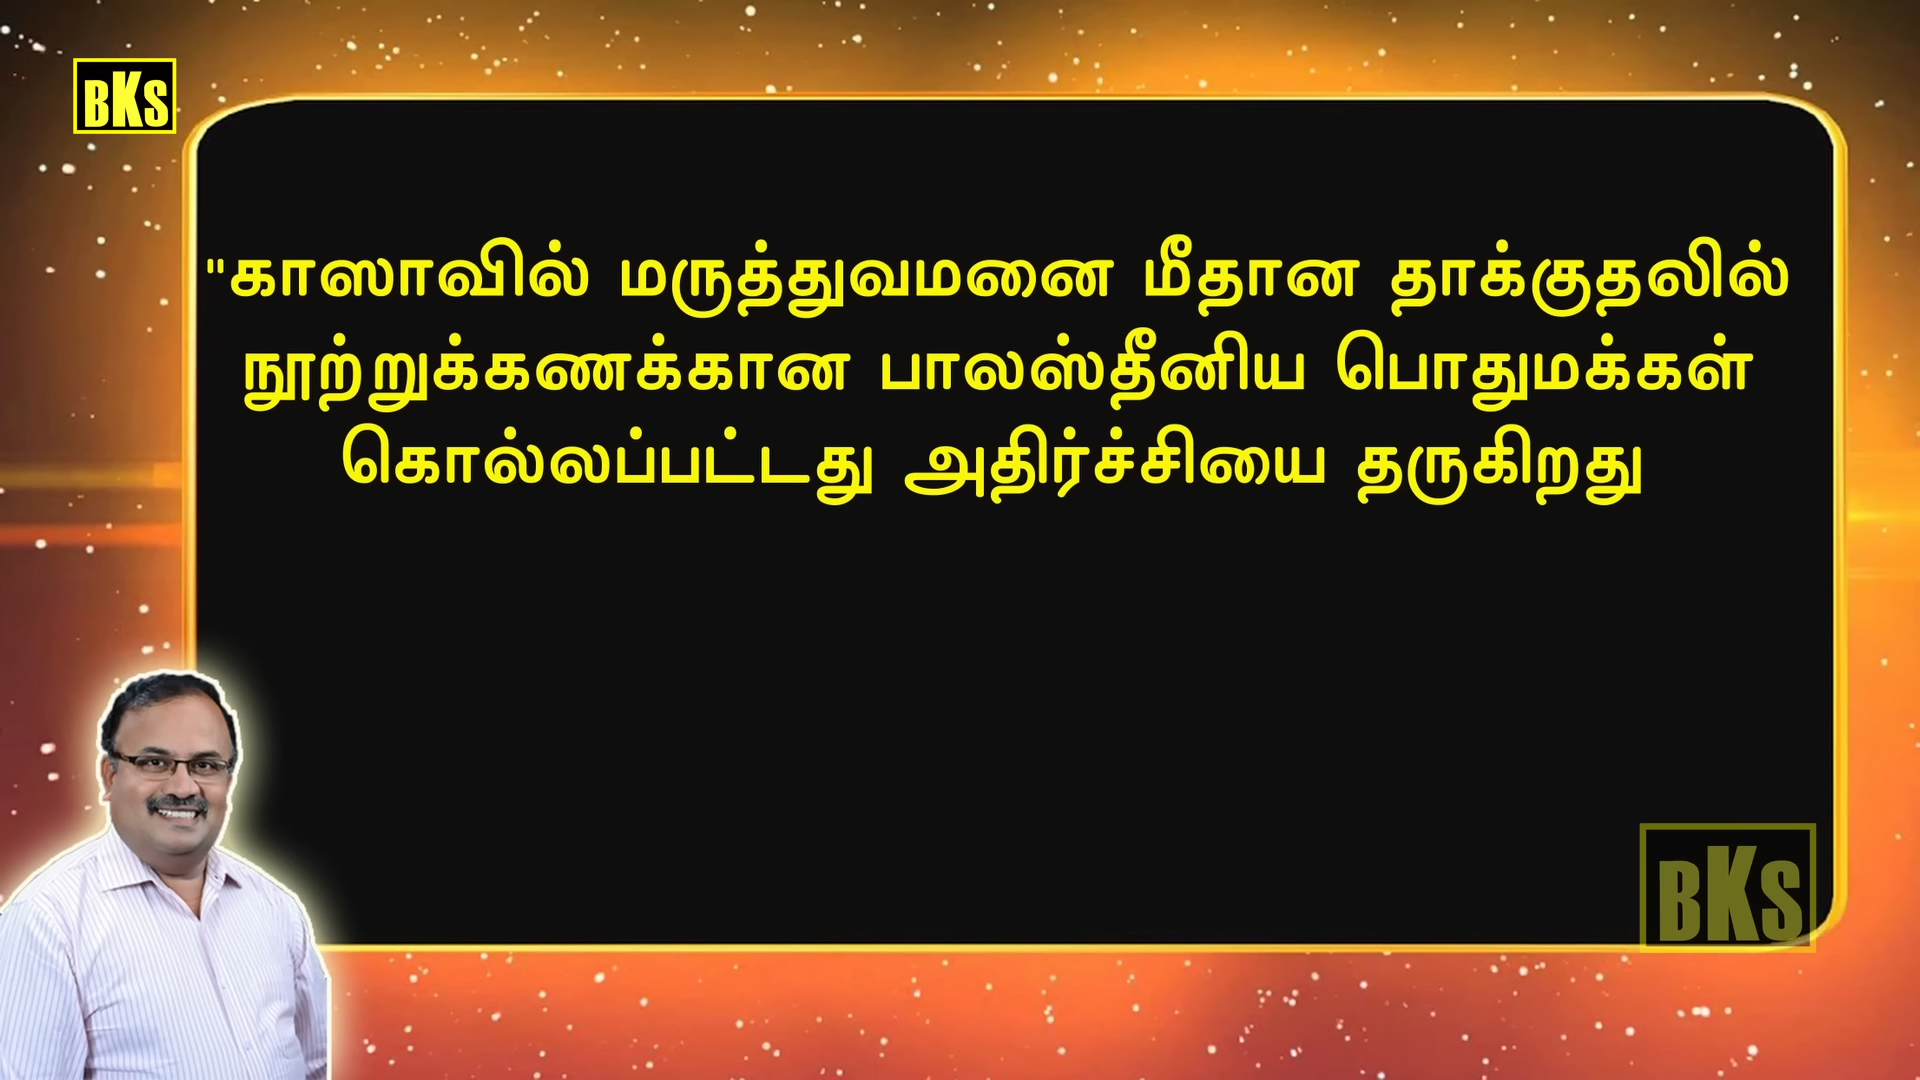 BKS
"காஸாவில் மருத்துவமனை மீதான தாக்குதலில்
நூற்றுக்கணக்கான பாலஸ்தீனிய பொதுமக்கள்
கொல்லப்பட்டது அதிர்ச்சியை தருகிறது
BKS